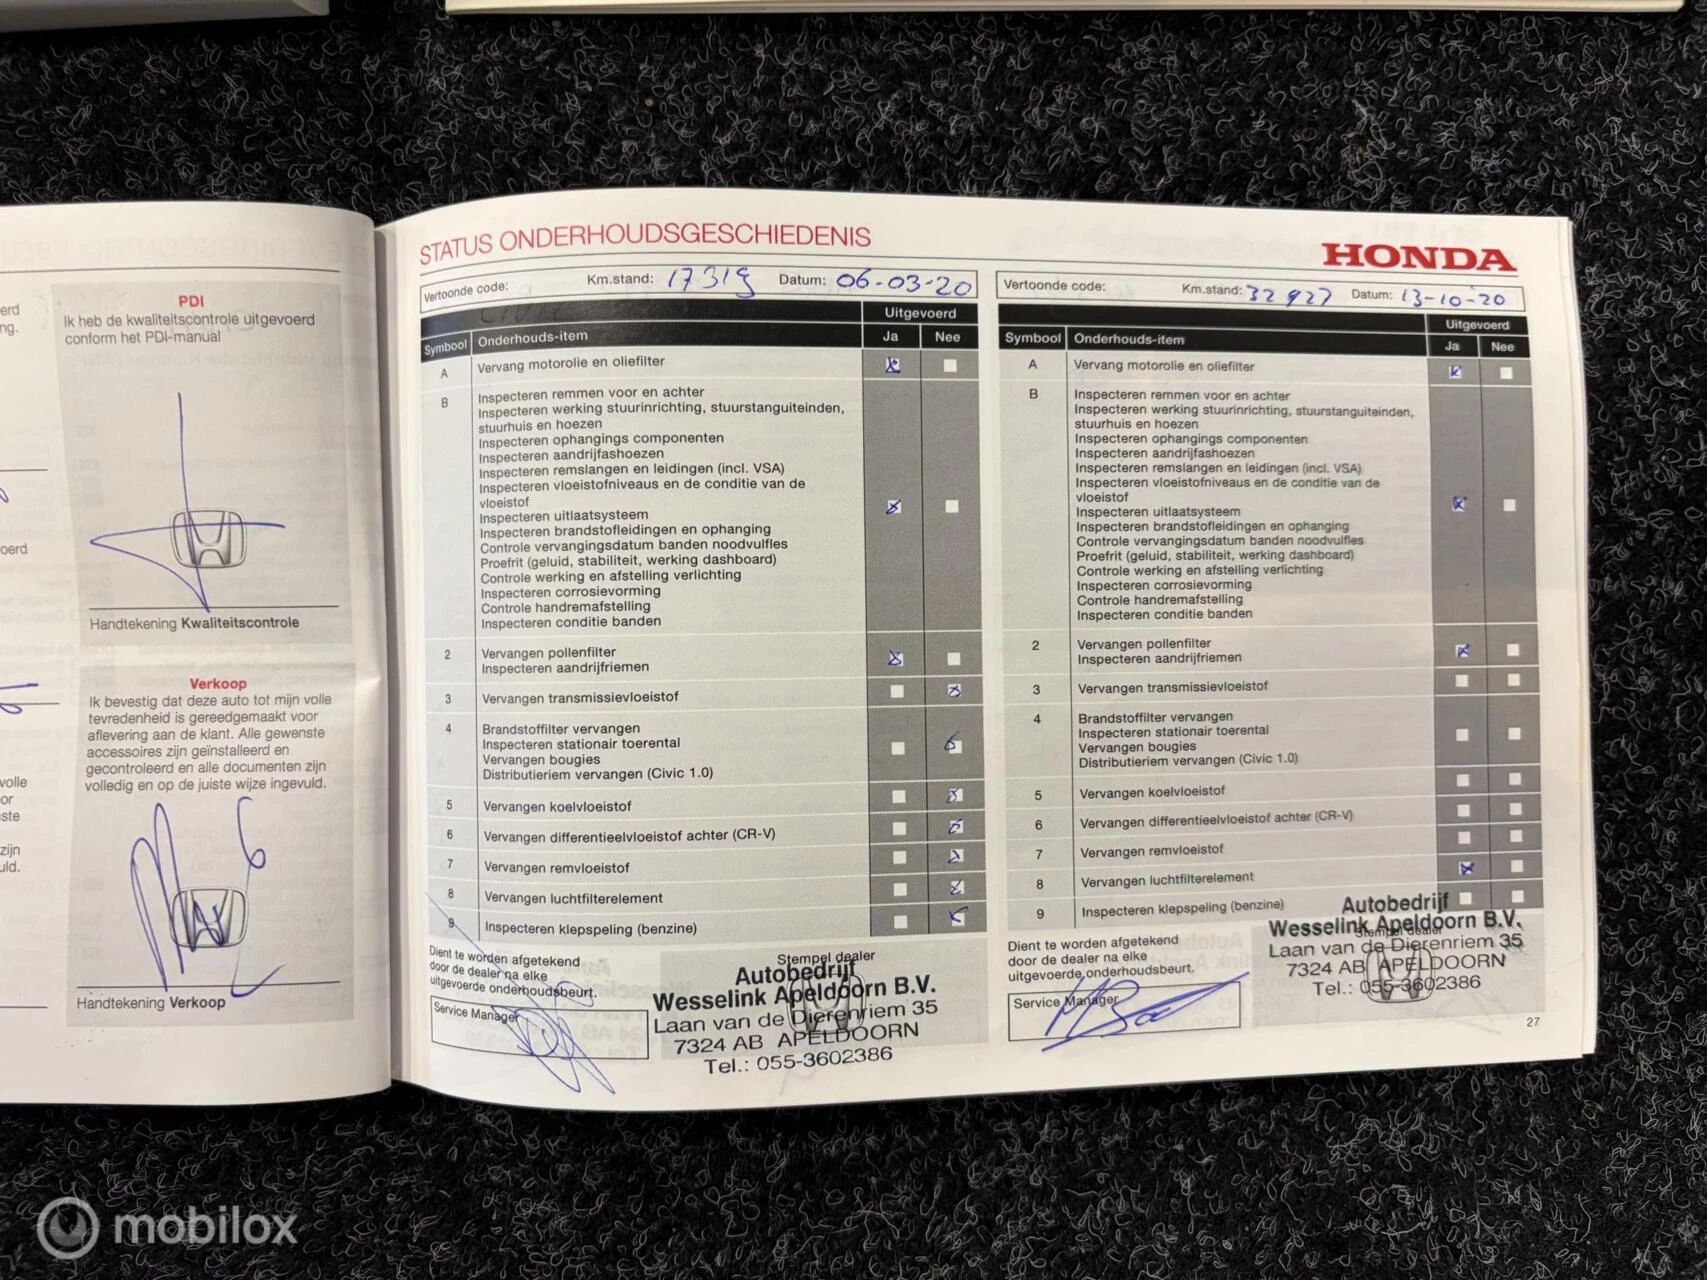 erd
ng.
oerd
volle
or
ste
zijn
uld.
PDI
Ik heb de kwaliteitscontrole uitgevoerd
conform het PDI-manual
Handtekening Kwaliteitscontrole
Verkoop
Ik bevestig dat deze auto tot mijn volle
tevredenheid is gereedgemaakt voor
aflevering aan de klant. Alle gewenste
accessoires zijn geïnstalleerd en
gecontroleerd en alle documenten zijn
volledig en op de juiste wijze ingevuld.
Handtekening Verkoop
STATUS ONDERHOUDSGESCHIEDENIS
HONDA
Vertoonde code: Km.stand: 17319 Datum: 06-03-20
CIVIC
Uitgevoerd
Symbool Onderhouds-item Ja Nee
A Vervang motorolie en oliefilter
B Inspecteren remmen voor en achter
Inspecteren werking stuurinrichting, stuurstanguiteinden,
stuurhuis en hoezen
Inspecteren ophangings componenten
Inspecteren aandrijfashoezen
Inspecteren remslangen en leidingen (incl. VSA)
Inspecteren vloeistofniveaus en de conditie van de
vloeistof
Inspecteren uitlaatsysteem
Inspecteren brandstofleidingen en ophanging
Controle vervangingsdatum banden noodvulfles
Proefrit (geluid, stabiliteit, werking dashboard)
Controle werking en afstelling verlichting
Inspecteren corrosievorming
Controle handremafstelling
Inspecteren conditie banden
2 Vervangen pollenfilter
Inspecteren aandrijfriemen
3 Vervangen transmissievloeistof
4 Brandstoffilter vervangen
Inspecteren stationair toerental
Vervangen bougies
Distributieriem vervangen (Civic 1.0)
5 Vervangen koelvloeistof
6 Vervangen differentieelvloeistof achter (CR-V)
7 Vervangen remvloeistof
8 Vervangen luchtfilterelement
9 Inspecteren klepspeling (benzine)
Dient te worden afgetekend
door de dealer na elke
uitgevoerde onderhoudsbeurt.
Service Manager
Stempel dealer
Autobedrijf
Wesselink Apeldoorn B.V.
Laan van de Dierenriem 35
7324 AB APELDOORN
Tel.: 055-3602386
Vertoonde code: Km.stand: 32927 Datum: 13-10-20
Uitgevoerd
Symbool Onderhouds-item Ja Nee
A Vervang motorolie en oliefilter
B Inspecteren remmen voor en achter
Inspecteren werking stuurinrichting, stuurstanguiteinden,
stuurhuis en hoezen
Inspecteren ophangings componenten
Inspecteren aandrijfashoezen
Inspecteren remslangen en leidingen (incl. VSA)
Inspecteren vloeistofniveaus en de conditie van de
vloeistof
Inspecteren uitlaatsysteem
Inspecteren brandstofleidingen en ophanging
Controle vervangingsdatum banden noodvulfles
Proefrit (geluid, stabiliteit, werking dashboard)
Controle werking en afstelling verlichting
Inspecteren corrosievorming
Controle handremafstelling
Inspecteren conditie banden
2 Vervangen pollenfilter
Inspecteren aandrijfriemen
3 Vervangen transmissievloeistof
4 Brandstoffilter vervangen
Inspecteren stationair toerental
Vervangen bougies
Distributieriem vervangen (Civic 1.0)
5 Vervangen koelvloeistof
6 Vervangen differentieelvloeistof achter (CR-V)
7 Vervangen remvloeistof
8 Vervangen luchtfilterelement
9 Inspecteren klepspeling (benzine)
Dient te worden afgetekend
door de dealer na elke
uitgevoerde onderhoudsbeurt.
Service Manager
Autobedrijf
Wesselink Apeldoorn B.V.
Stempel dealer
Laan van de Dierenriem 35
7324 AB APELDOORN
Tel.: 055-3602386
27
mobilox